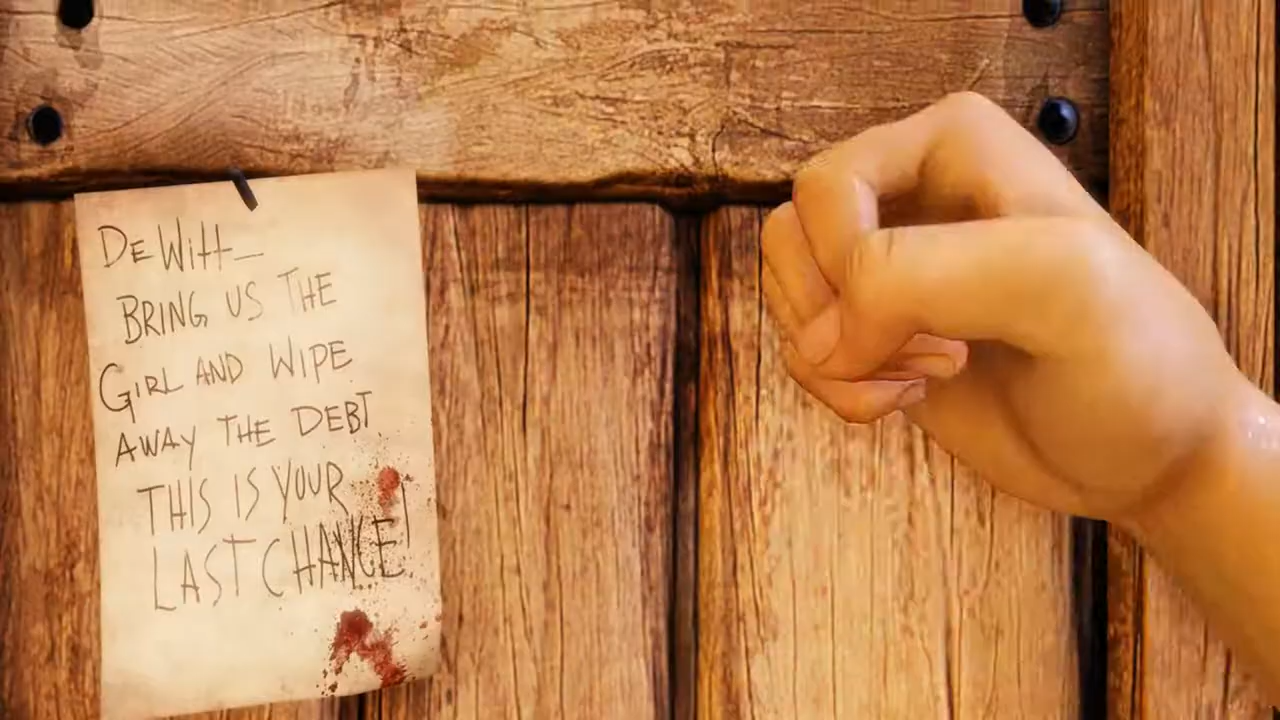 DeWitt—
BRING US THE
GIRL AND WIPE
AWAY THE DEBT
THIS IS YOUR
LAST CHANCE!